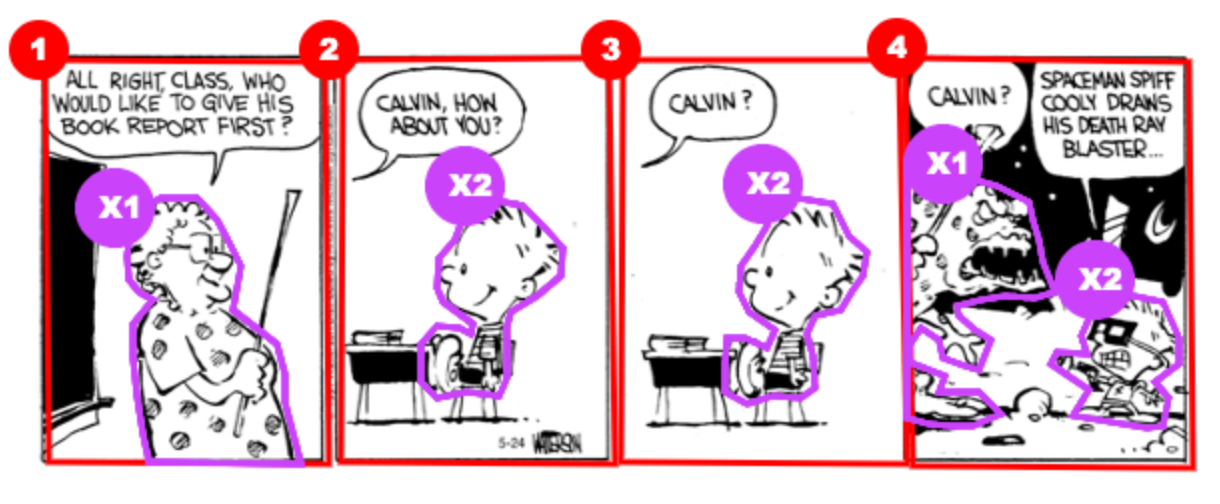 1
2
3
4
ALL RIGHT, CLASS, WHO
WOULD LIKE TO GIVE HIS
BOOK REPORT FIRST?
X1
CALVIN, HOW
ABOUT YOU?
X2
5-24 WATTERSON
CALVIN?
X2
CALVIN?
SPACEMAN SPIFF
COOLY DRAWS
HIS DEATH RAY
BLASTER...
X1
X2